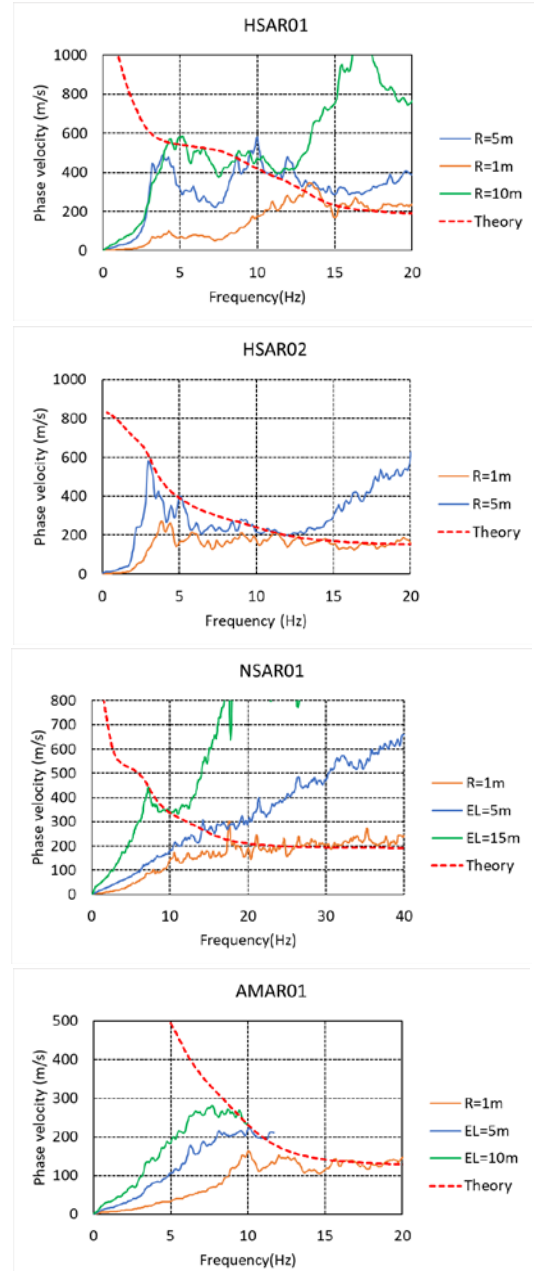 HSAR01
1000
800
600
400
200
0
Phase velocity (m/s)
0 5 10 15 20
Frequency(Hz)
R=5m
R=1m
R=10m
Theory
HSAR02
1000
800
600
400
200
0
Phase velocity (m/s)
0 5 10 15 20
Frequency (Hz)
R=1m
R=5m
Theory
NSAR01
800
700
600
500
400
300
200
100
0
Phase velocity (m/s)
0 10 20 30 40
Frequency(Hz)
R=1m
EL=5m
EL=15m
Theory
AMAR01
500
400
300
200
100
0
Phase velocity (m/s)
0 5 10 15 20
Frequency(Hz)
R=1m
EL=5m
EL=10m
Theory